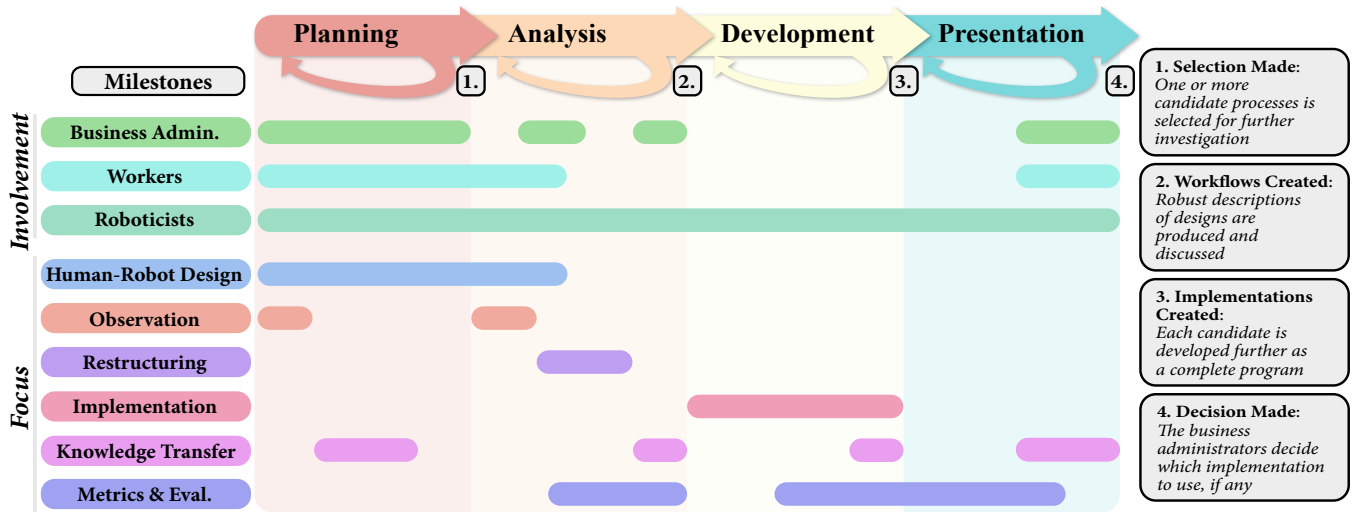 Planning
Analysis
Development
Presentation
Milestones
1.
2.
3.
4.
Involvement
Business Admin.
Workers
Roboticists
Focus
Human-Robot Design
Observation
Restructuring
Implementation
Knowledge Transfer
Metrics & Eval.
1. Selection Made:
One or more
candidate processes is
selected for further
investigation
2. Workflows Created:
Robust descriptions
of designs are
produced and
discussed
3. Implementations
Created:
Each candidate is
developed further as
a complete program
4. Decision Made:
The business
administrators decide
which implementation
to use, if any